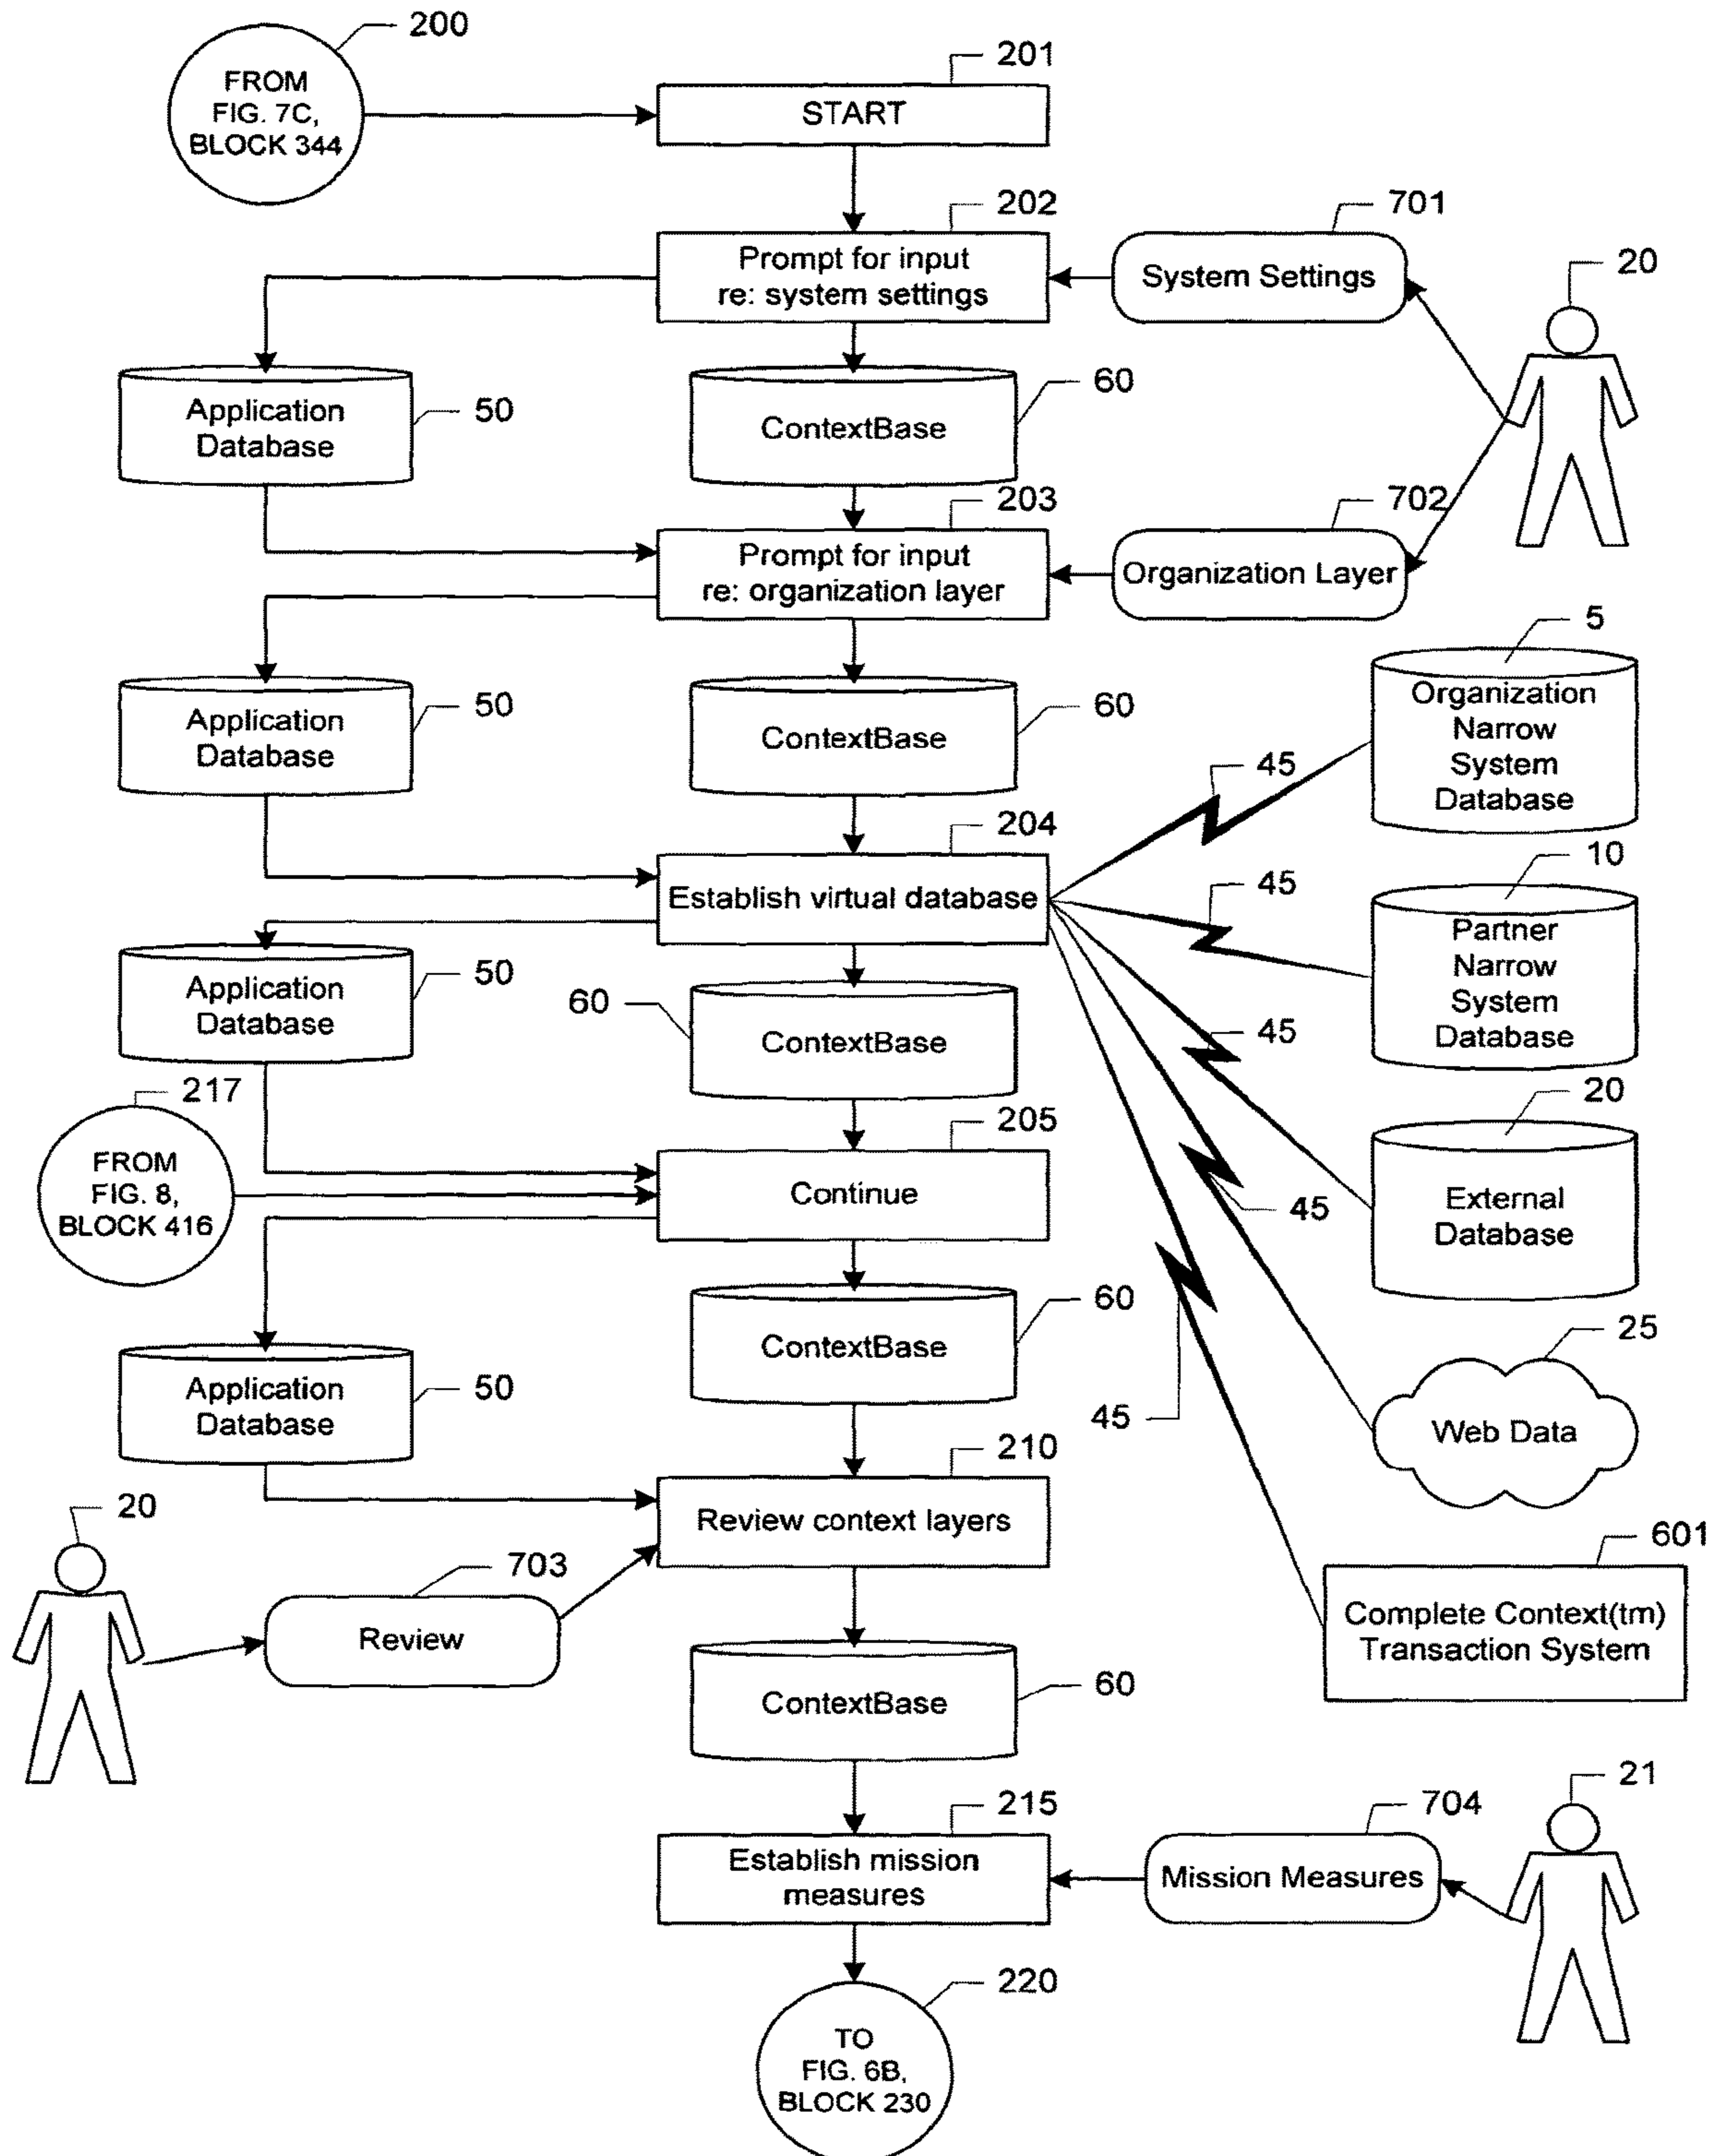 200
FROM
FIG. 7C,
BLOCK 344
201
START
202
Prompt for input
re: system settings
701
System Settings
20
Application
Database
50
ContextBase
60
203
Prompt for input
re: organization layer
702
Organization Layer
Application
Database
50
ContextBase
60
5
Organization
Narrow
System
Database
45
204
Establish virtual database
45
10
Partner
Narrow
System
Database
Application
Database
50
60
ContextBase
45
20
External
Database
217
FROM
FIG. 8,
BLOCK 416
205
Continue
45
ContextBase
60
25
Web Data
Application
Database
50
45
210
Review context layers
20
703
Review
601
Complete Context(tm)
Transaction System
ContextBase
60
215
Establish mission
measures
704
Mission Measures
21
220
TO
FIG. 6B,
BLOCK 230